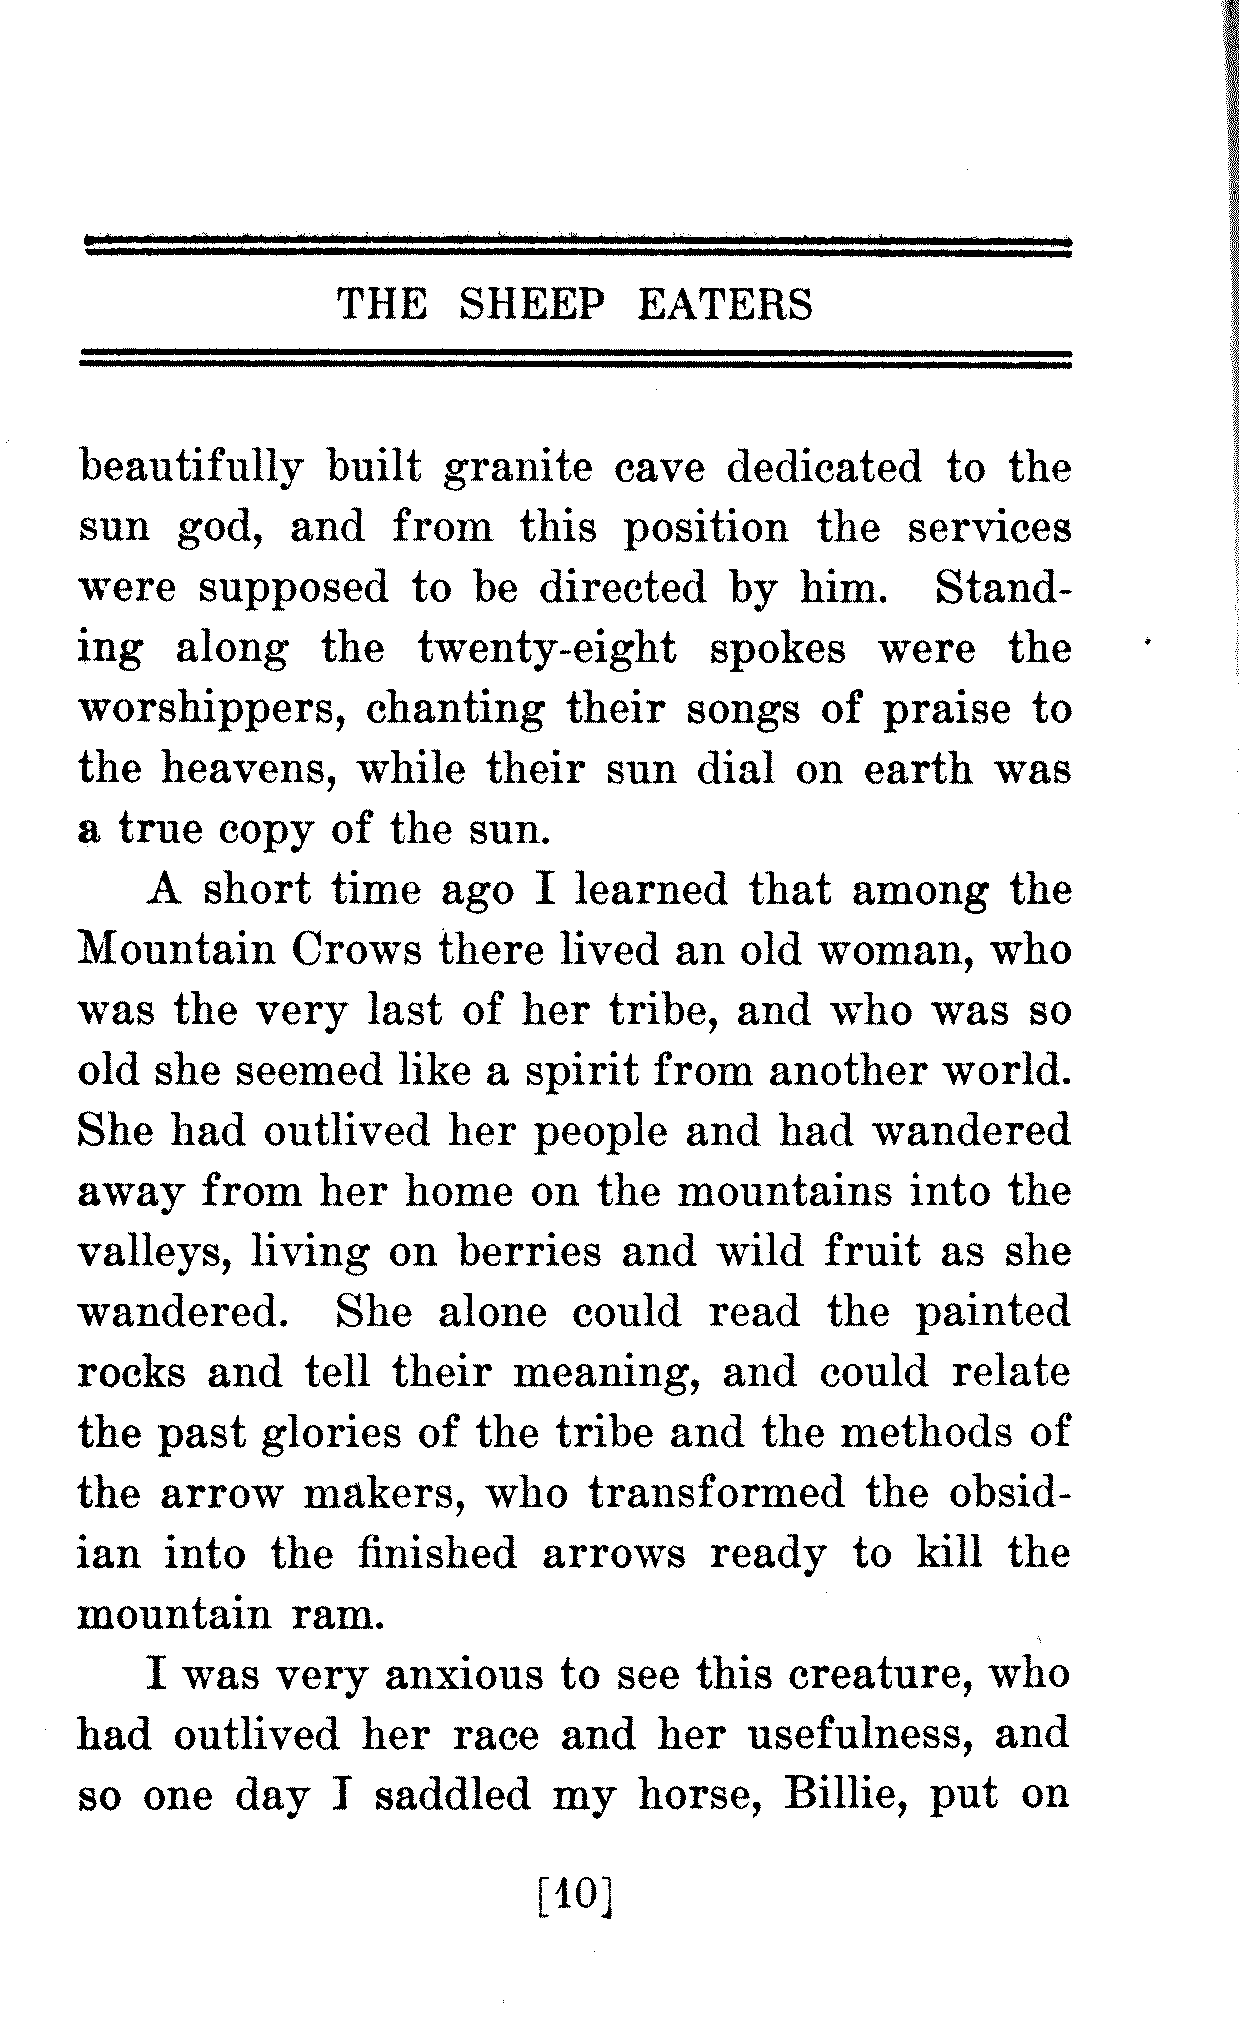 THE SHEEP EATERS
beautifully built granite cave dedicated to the
sun god, and from this position the services
were supposed to be directed by him. Stand-
ing along the twenty-eight spokes were the
worshippers, chanting their songs of praise to
the heavens, while their sun dial on earth was
a true copy of the sun.
A short time ago I learned that among the
Mountain Crows there lived an old woman, who
was the very last of her tribe, and who was so
old she seemed like a spirit from another world.
She had outlived her people and had wandered
away from her home on the mountains into the
valleys, living on berries and wild fruit as she
wandered. She alone could read the painted
rocks and tell their meaning, and could relate
the past glories of the tribe and the methods of
the arrow makers, who transformed the obsid-
ian into the finished arrows ready to kill the
mountain ram.
I was very anxious to see this creature, who
had outlived her race and her usefulness, and
so one day I saddled my horse, Billie, put on
[10]